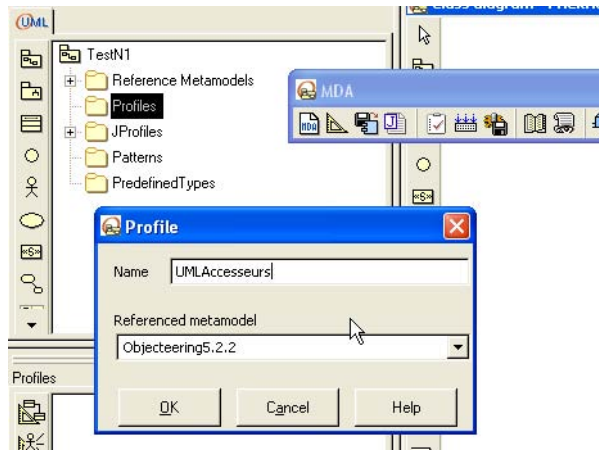 UML
TestN1
Reference Metamodels
Profiles
JProfiles
Patterns
PredefinedTypes
MDA
MDA
J
«S»
Profile
Name UMLAccesseurs
Referenced metamodel
Objecteering5.2.2
OK Cancel Help
«S»
Profiles